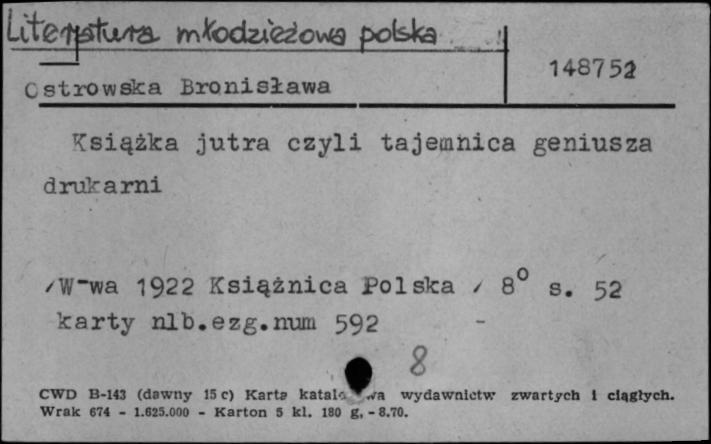 Literatura młodzieżowa polska
148752
Ostrowska Bronisława
Książka jutra czyli tajemnica geniusza
drukarni
/W-wa 1922 Książnica Polska / 8° s. 52
karty nlb.ezg.num 592 -
8
CWD B-143 (dawny 15 c) Karta wydawnictw zwartych i ciągłych.
Wrak 674 - 1.625.000 - Karton 5 kl. 180 g. - 8.70.